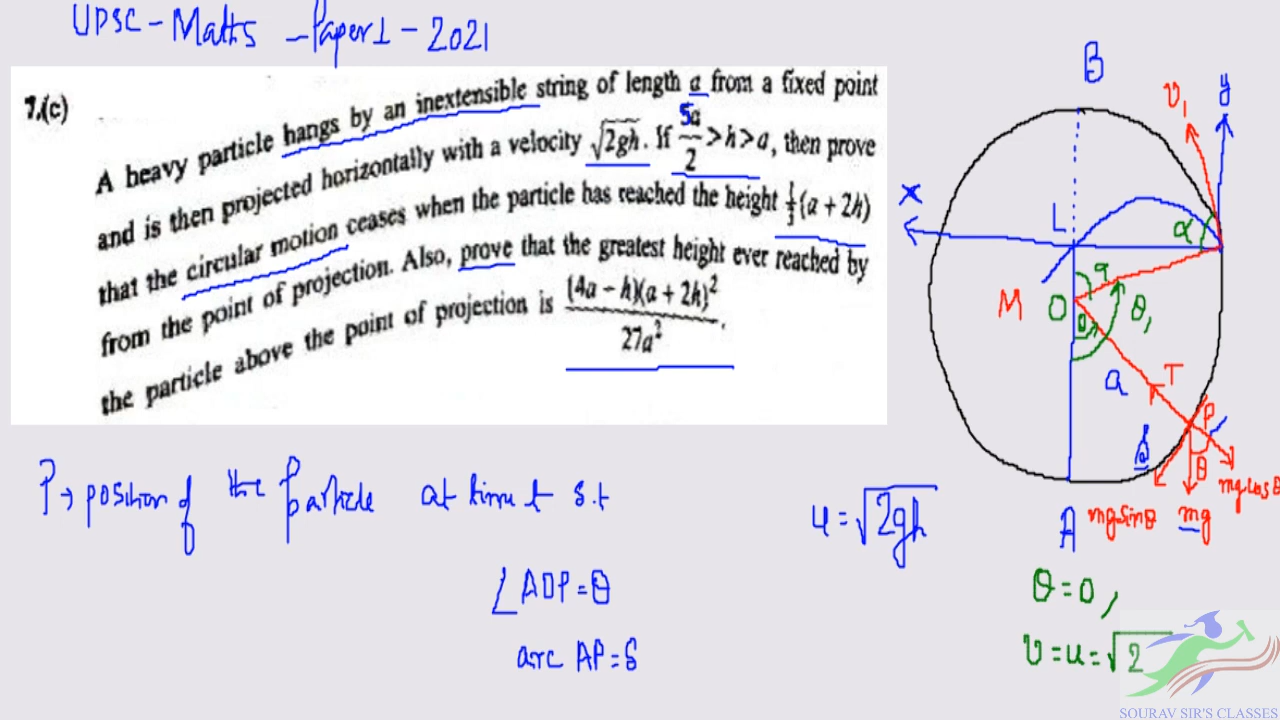 UPSC - Maths - Paper 1 - 2021
7.(c)
A heavy particle hangs by an inextensible string of length a from a fixed point
and is then projected horizontally with a velocity √2gh. If 5a/2 > h > a, then prove
that the circular motion ceases when the particle has reached the height 1/3(a + 2h)
from the point of projection. Also, prove that the greatest height ever reached by
the particle above the point of projection is (4a - h)(a + 2h)²/27a².
P → position of the Particle at time t s.t
∠AOP = θ
arc AP = s
u = √2gh
θ = 0,
v = u = √2
B
v₁
y
x
L
α
M
O
θ
θ₁
a
T
P
s
θ
mg cos θ
A
mg sin θ
mg
SOURAV SIR'S CLASSES